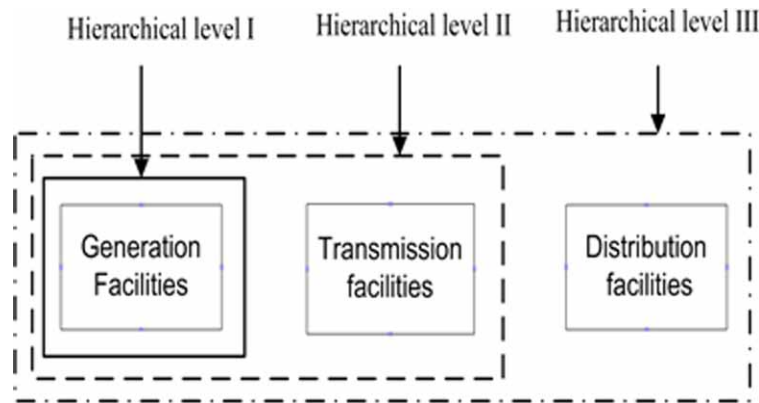 Hierarchical level I
Hierarchical level II
Hierarchical level III
Generation
Facilities
Transmission
facilities
Distribution
facilities